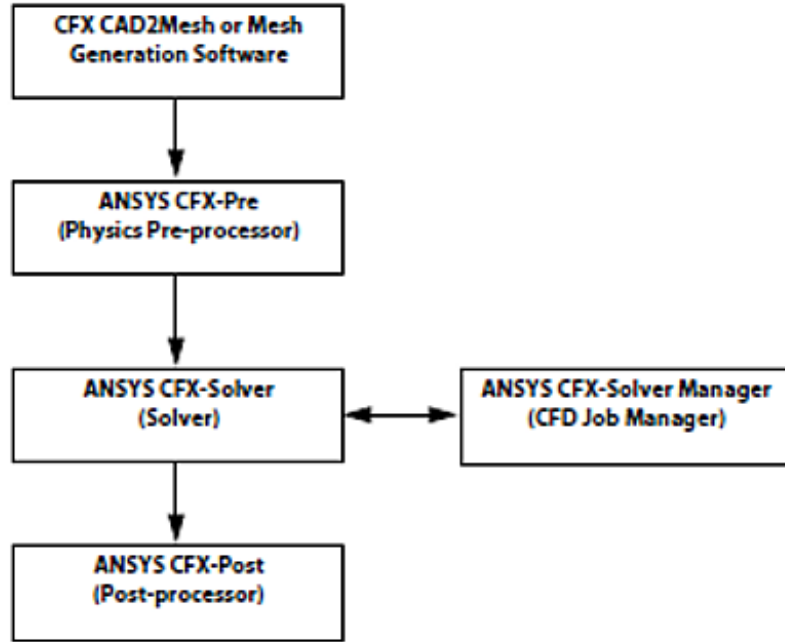 CFX CAD2Mesh or Mesh
Generation Software
ANSYS CFX-Pre
(Physics Pre-processor)
ANSYS CFX-Solver
(Solver)
ANSYS CFX-Solver Manager
(CFD Job Manager)
ANSYS CFX-Post
(Post-processor)